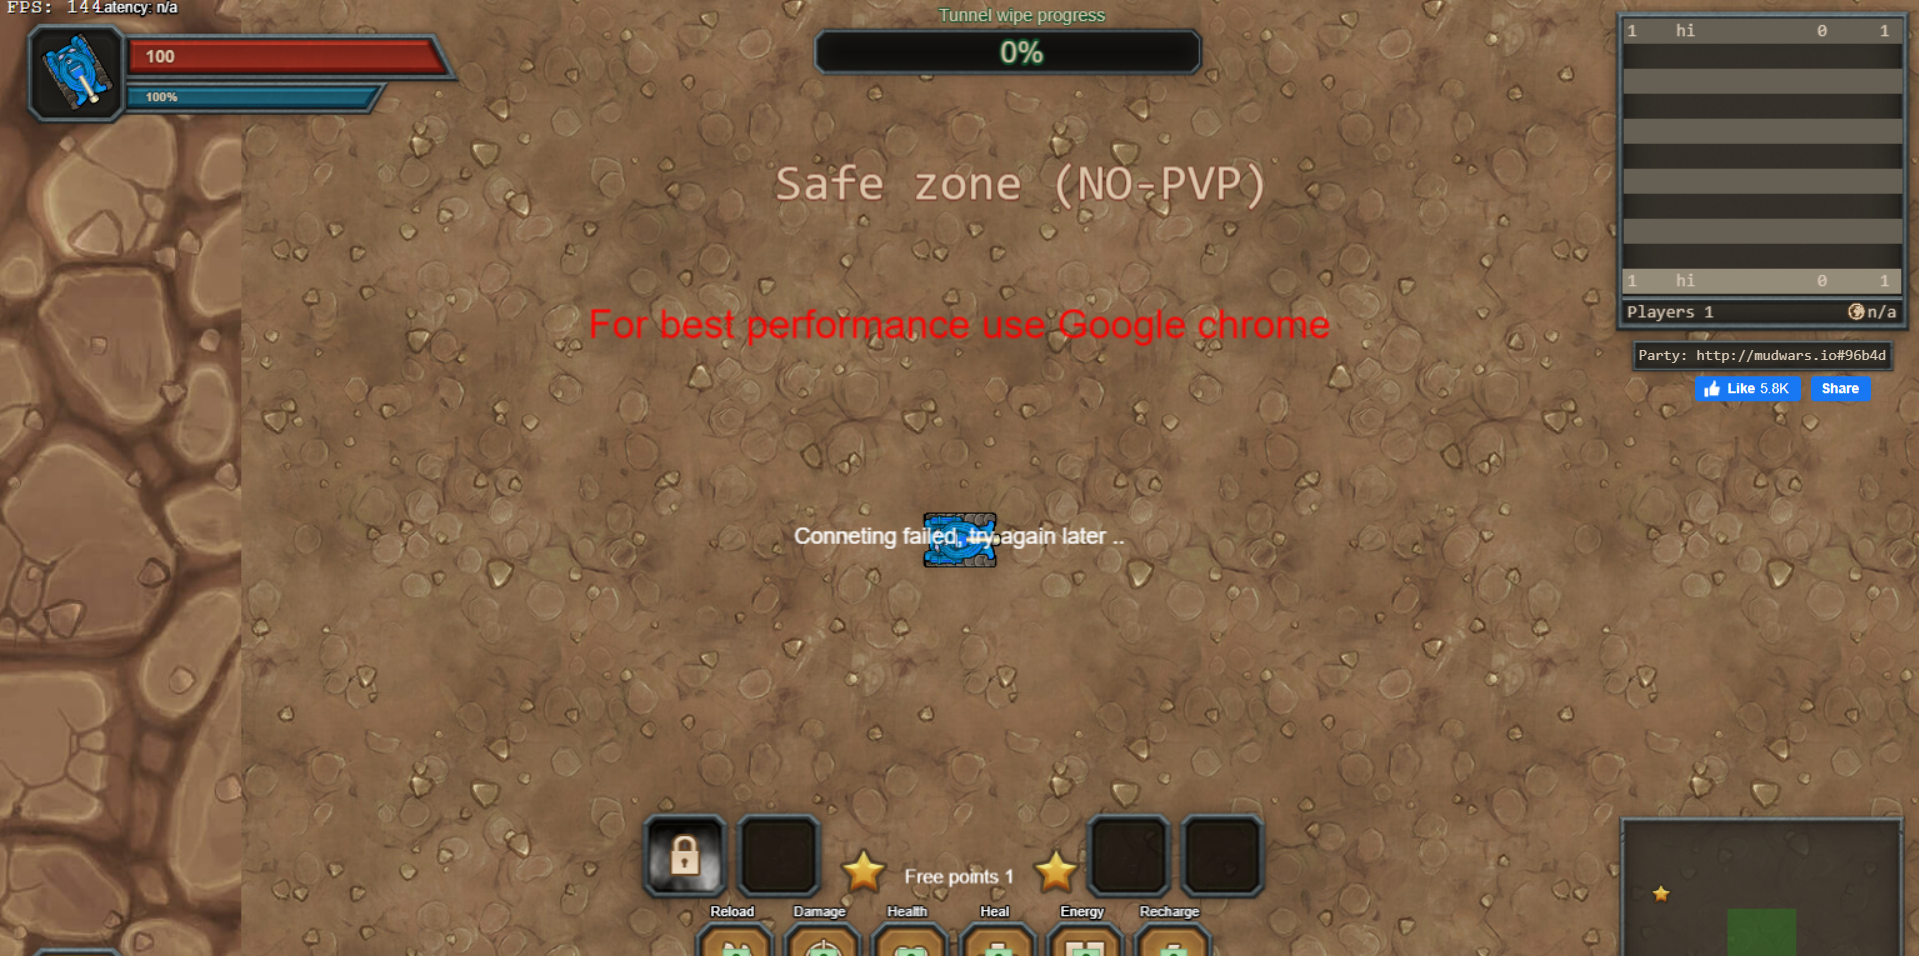 FPS: 144
Latency: n/a
Tunnel wipe progress
0%
100
100%
1 hi 0 1
Safe zone (NO-PVP)
1 hi 0 1
Players 1 n/a
For best performance use Google chrome
Party: http://mudwars.io#96b4d
Like 5.8K Share
Conneting failed, try again later ..
Free points 1
Reload Damage Health Heal Energy Recharge